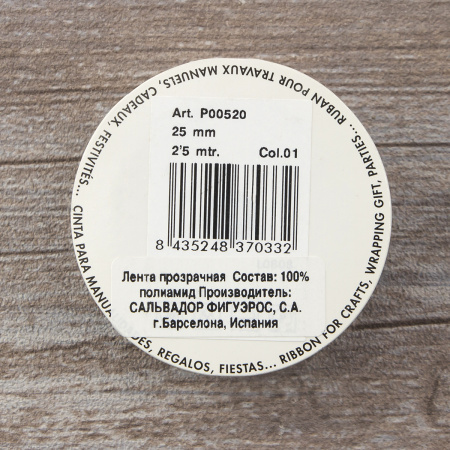 RUBAN POUR TRAVAUX MANUELS, CADEAUX, FESTIVITÉS...
CINTA PARA MANUA
DES, REGALOS, FIESTAS...
RIBBON FOR CRAFTS, WRAPPING GIFT, PARTIES...
Art. P00520
25 mm
2'5 mtr. Col.01
8 435248 370332
Лента прозрачная Состав: 100%
полиамид Производитель:
САЛЬВАДОР ФИГУЭРОС, С.А.
г.Барселона, Испания